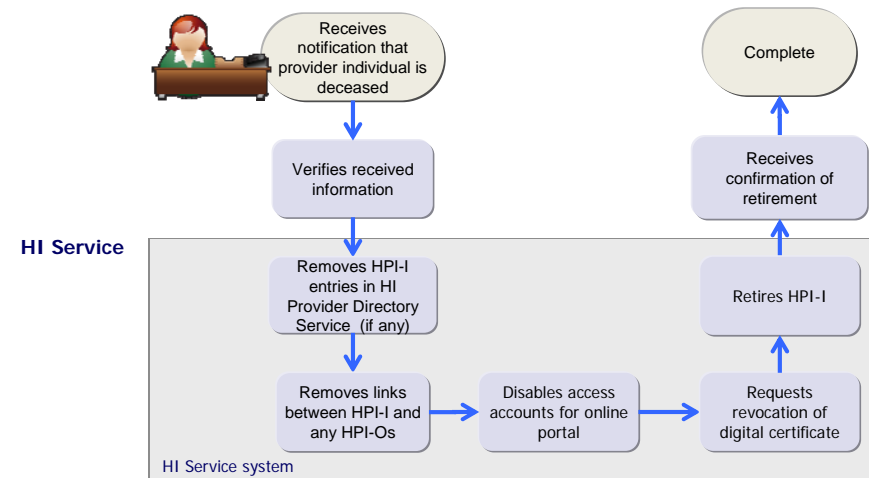 Receives
notification that
provider individual is
deceased
Verifies received
information
HI Service
Removes HPI-I
entries in HI
Provider Directory
Service (if any)
Removes links
between HPI-I and
any HPI-Os
Disables access
accounts for online
portal
Requests
revocation of
digital certificate
Retires HPI-I
Receives
confirmation of
retirement
Complete
HI Service system